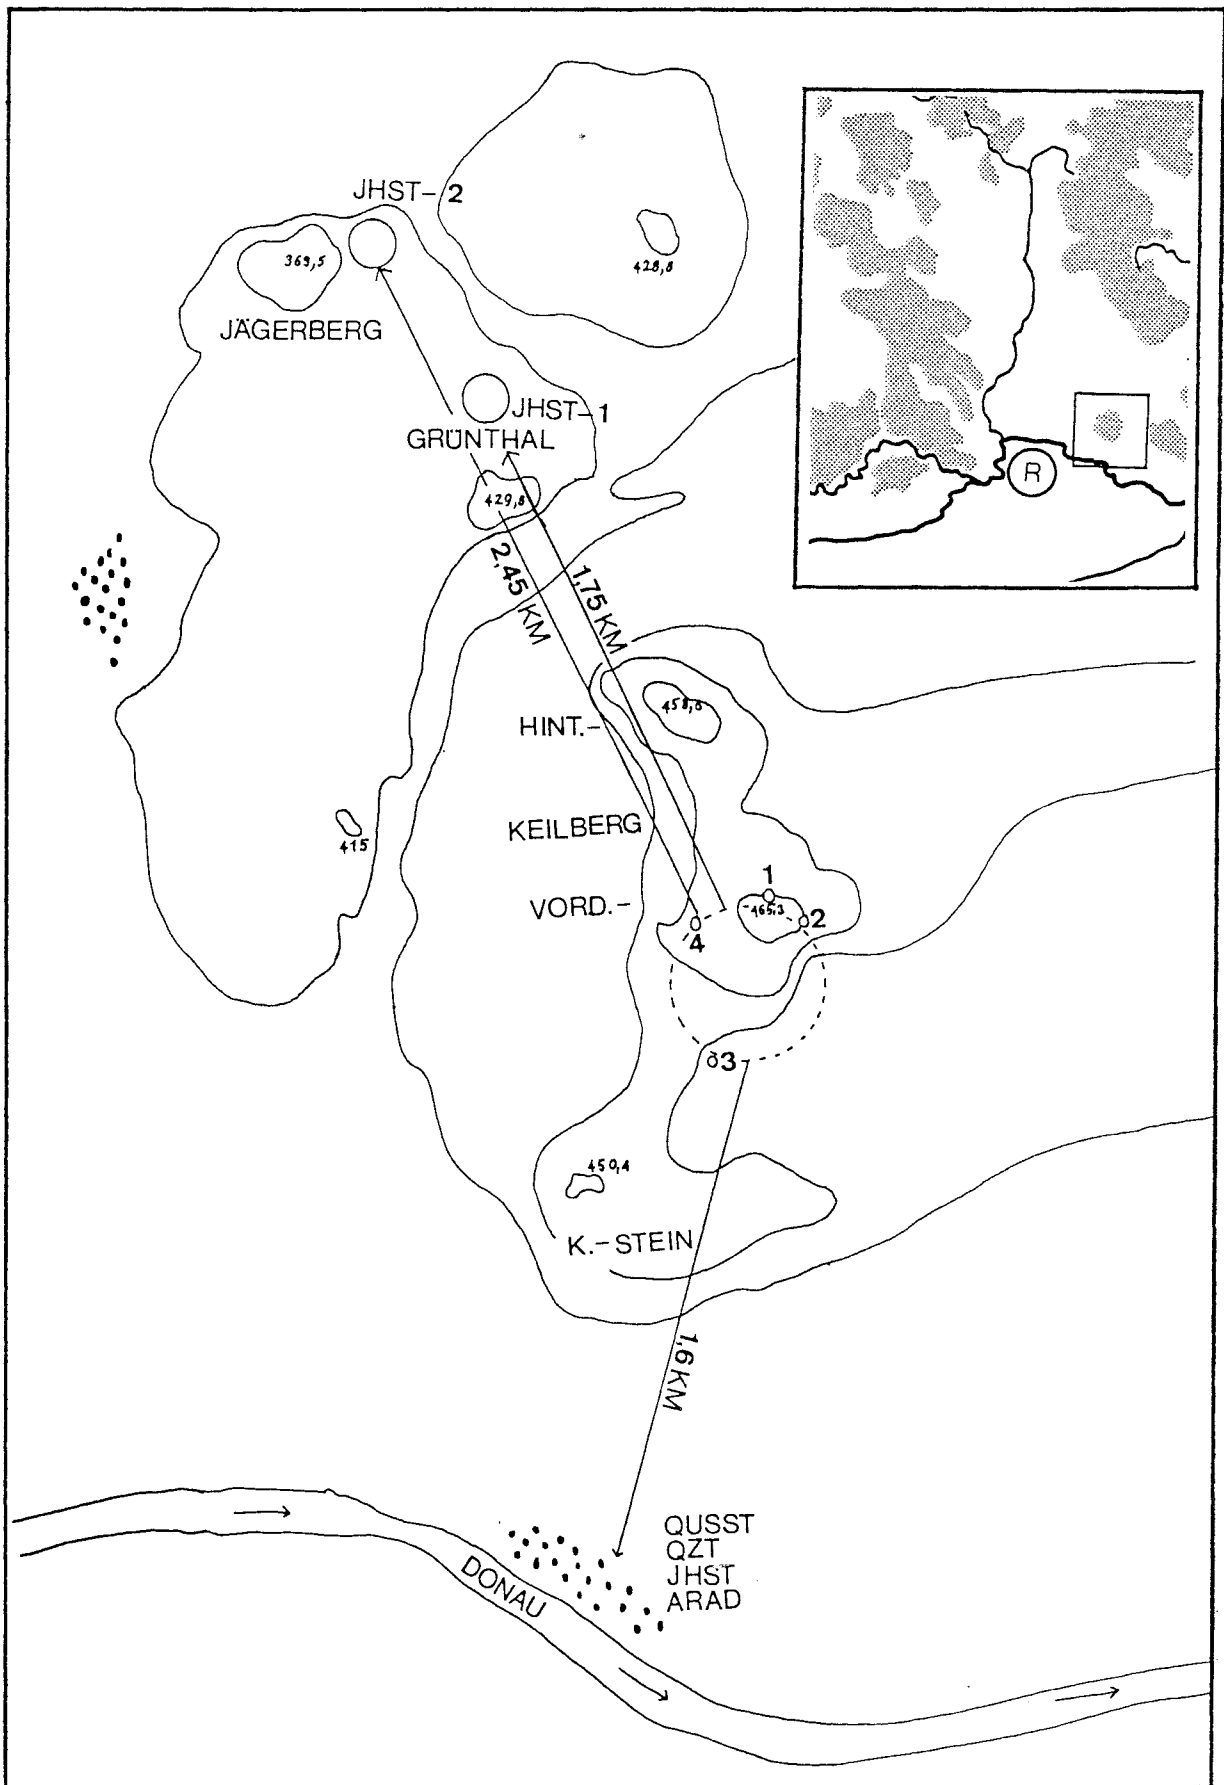 JHST-2
369,5
428,8
JÄGERBERG
R
JHST-1
GRÜNTHAL
429,8
2,45 KM
1,75 KM
HINT.-
KEILBERG
415
1
VORD.-
465,3
2
4
3
450,4
K.-STEIN
1,6 KM
QUSST
QZT
JHST
ARAD
DONAU